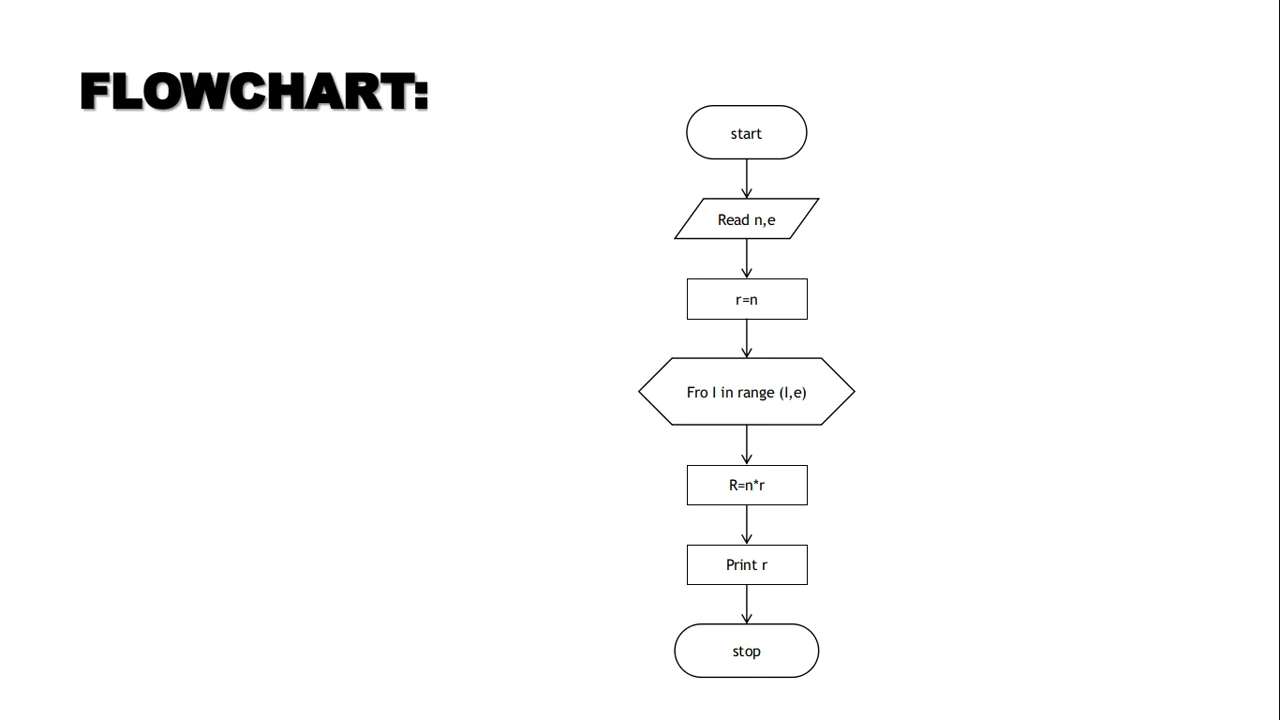 FLOWCHART:
start
Read n,e
r=n
Fro I in range (I,e)
R=n*r
Print r
stop